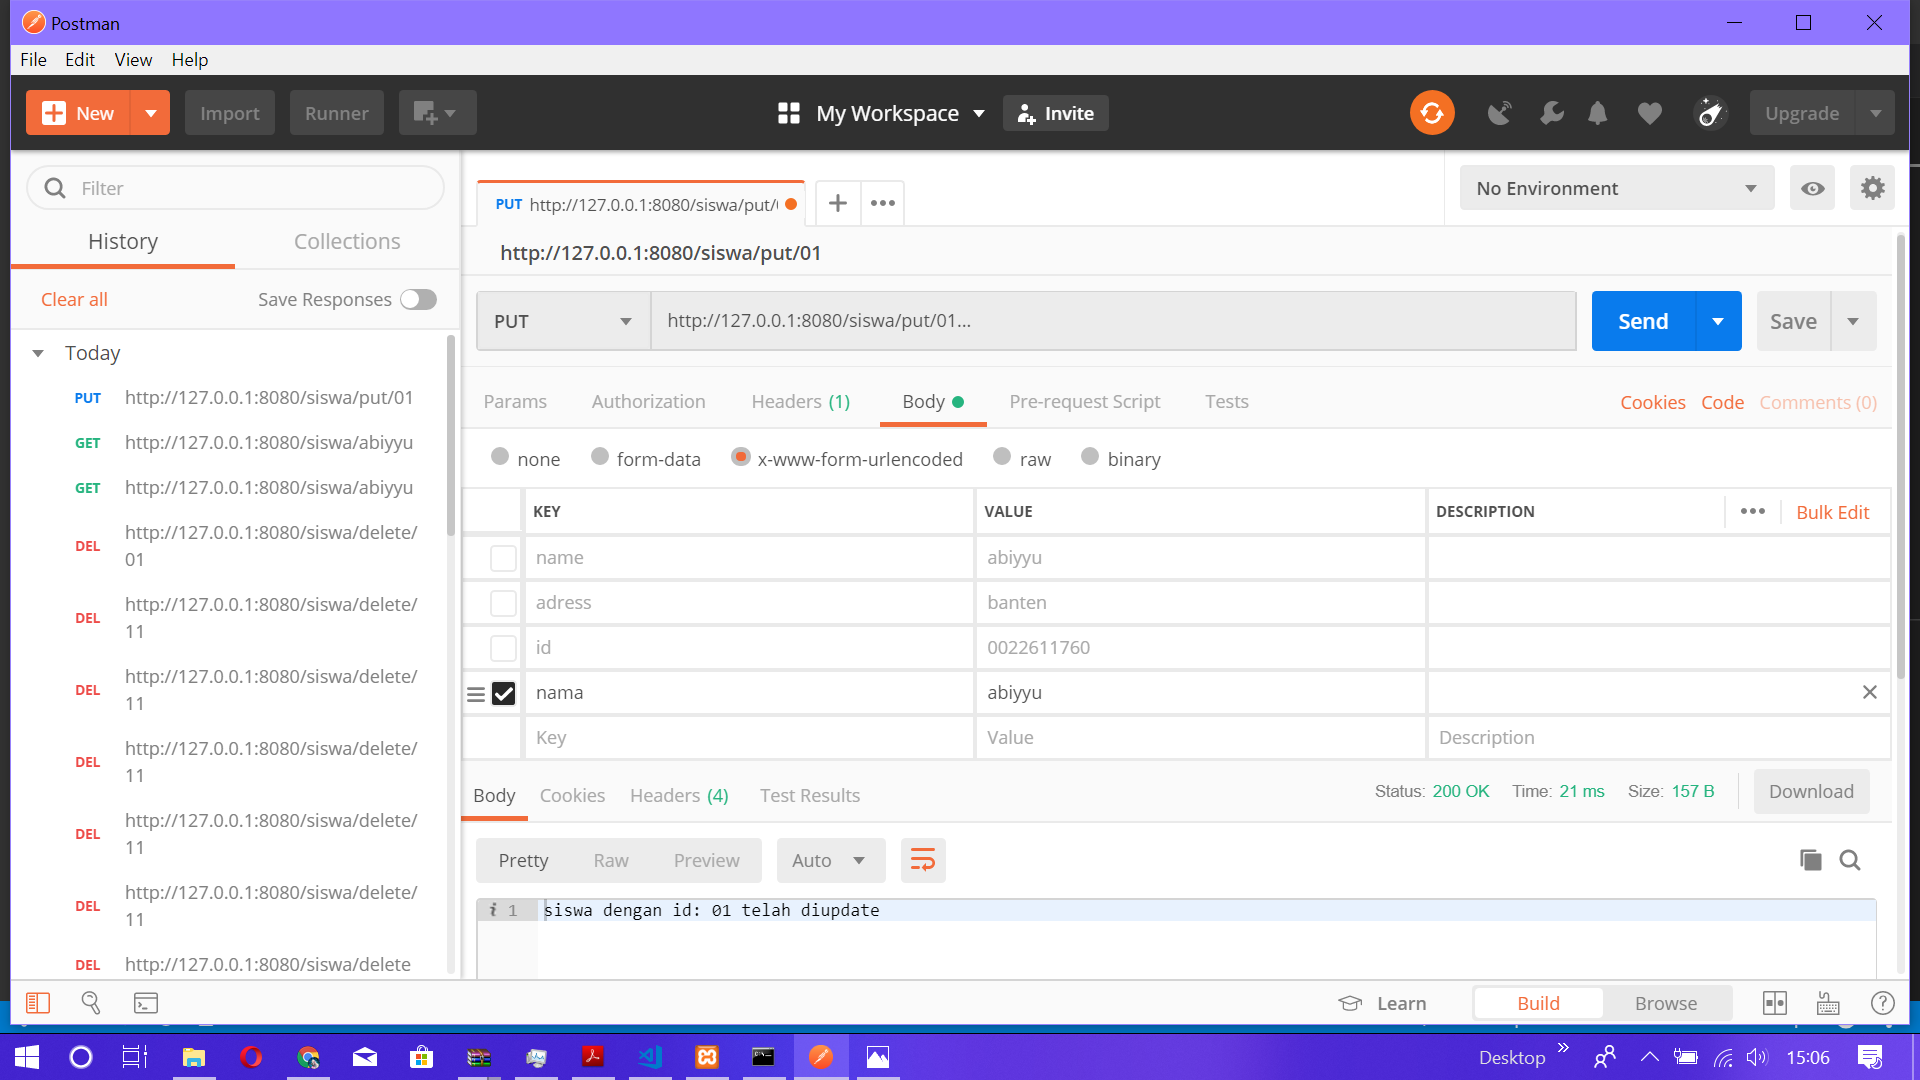 Postman
File Edit View Help
New Import Runner My Workspace Invite Upgrade
Filter
History Collections
Clear all Save Responses
Today
PUT http://127.0.0.1:8080/siswa/put/01
GET http://127.0.0.1:8080/siswa/abiyyu
GET http://127.0.0.1:8080/siswa/abiyyu
DEL http://127.0.0.1:8080/siswa/delete/
01
DEL http://127.0.0.1:8080/siswa/delete/
11
DEL http://127.0.0.1:8080/siswa/delete/
11
DEL http://127.0.0.1:8080/siswa/delete/
11
DEL http://127.0.0.1:8080/siswa/delete/
11
DEL http://127.0.0.1:8080/siswa/delete/
11
DEL http://127.0.0.1:8080/siswa/delete
PUT http://127.0.0.1:8080/siswa/put/
No Environment
http://127.0.0.1:8080/siswa/put/01
PUT http://127.0.0.1:8080/siswa/put/01... Send Save
Params Authorization Headers (1) Body Pre-request Script Tests Cookies Code Comments (0)
none form-data x-www-form-urlencoded raw binary
KEY VALUE DESCRIPTION ••• Bulk Edit
name abiyyu
adress banten
id 0022611760
nama abiyyu
Key Value Description
Body Cookies Headers (4) Test Results Status: 200 OK Time: 21 ms Size: 157 B Download
Pretty Raw Preview Auto
i 1 siswa dengan id: 01 telah diupdate
Learn Build Browse
Desktop 15:06